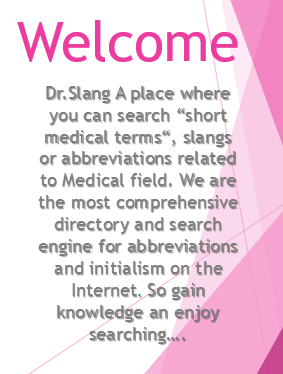 Welcome
Dr.Slang A place where
you can search “short
medical terms“, slangs
or abbreviations related
to Medical field. We are
the most comprehensive
directory and search
engine for abbreviations
and initialism on the
Internet. So gain
knowledge an enjoy
searching….